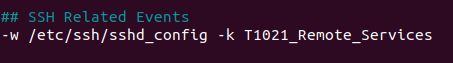 ## SSH Related Events
-w /etc/ssh/sshd_config -k T1021_Remote_Services